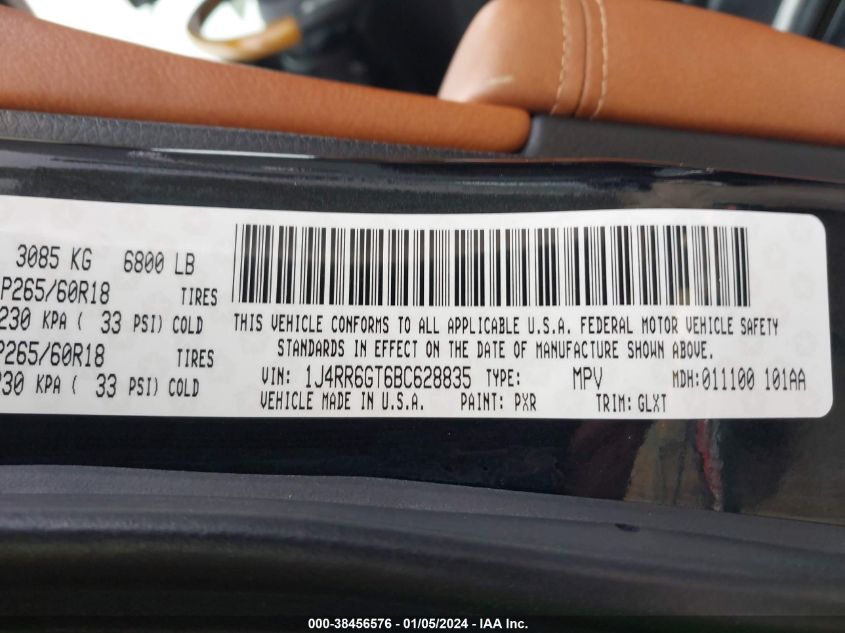 3085 KG 6800 LB
P265/60R18 TIRES
230 KPA ( 33 PSI) COLD
P265/60R18 TIRES
230 KPA ( 33 PSI) COLD
THIS VEHICLE CONFORMS TO ALL APPLICABLE U.S.A. FEDERAL MOTOR VEHICLE SAFETY
STANDARDS IN EFFECT ON THE DATE OF MANUFACTURE SHOWN ABOVE.
VIN: 1J4RR6GT6BC628835 TYPE: MPV MDH:011100 101AA
VEHICLE MADE IN U.S.A. PAINT: PXR TRIM: GLXT
000-38456576 - 01/05/2024 - IAA Inc.